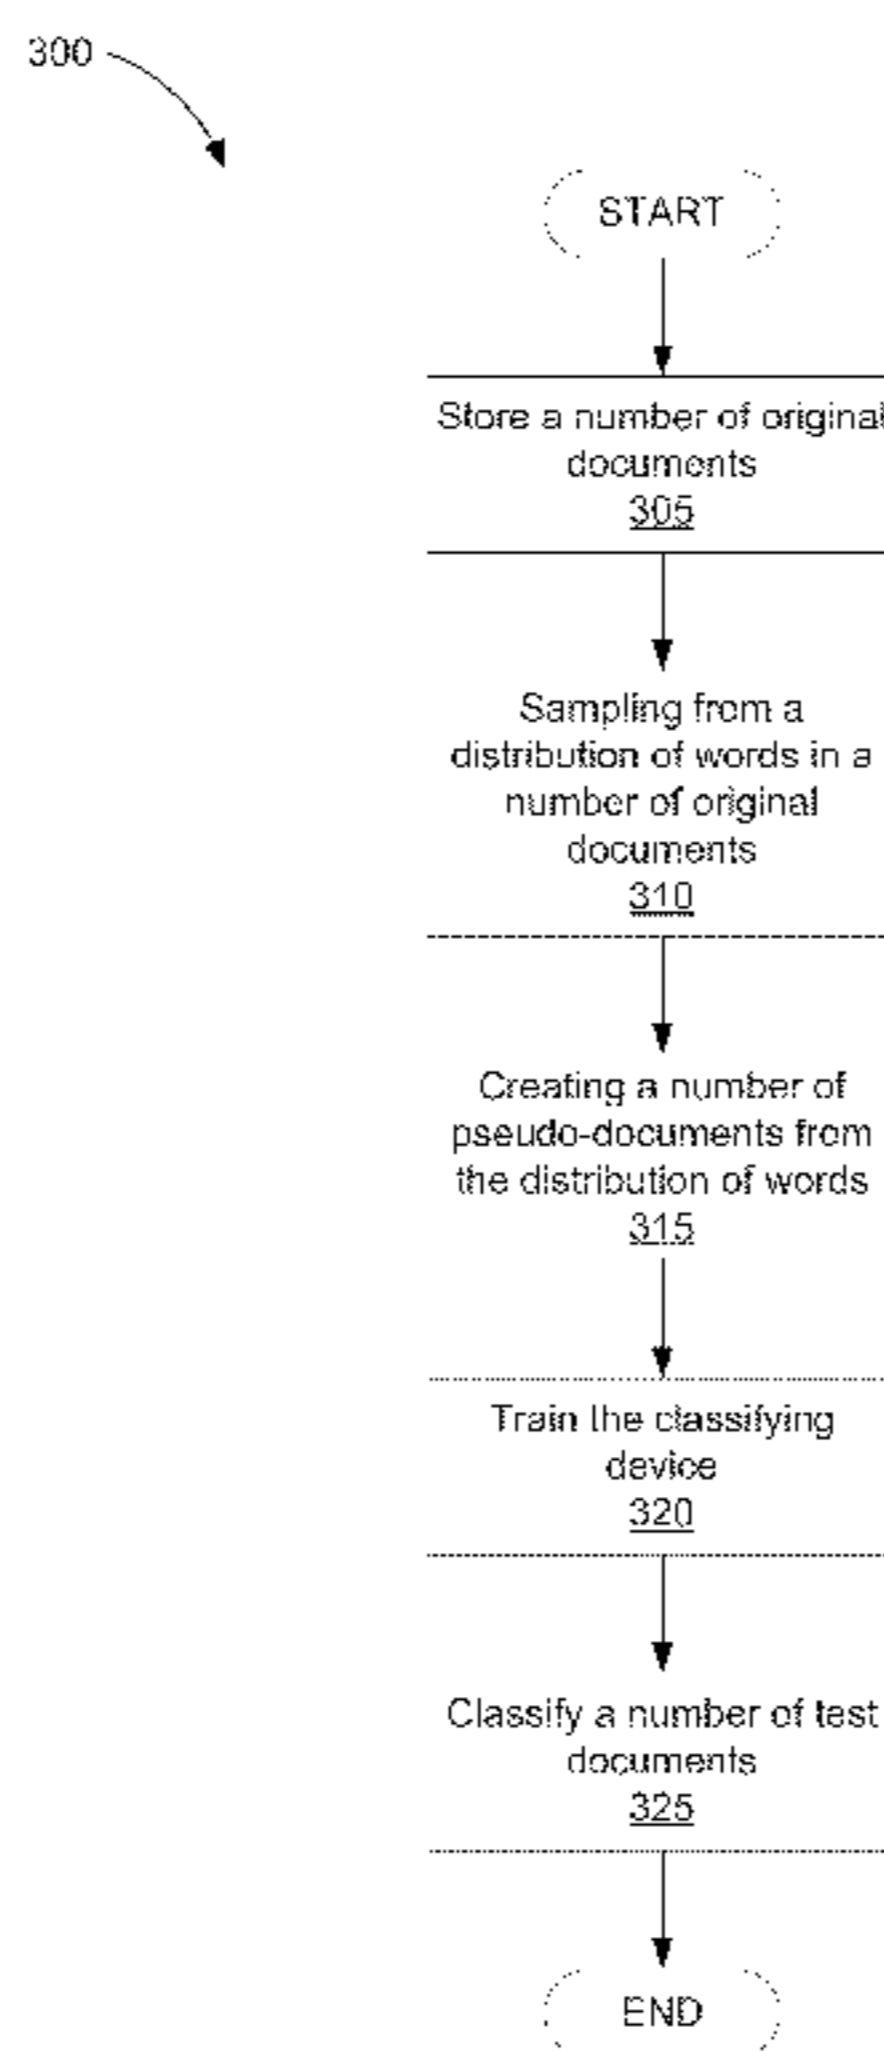 300
START
Store a number of original
documents
305
Sampling from a
distribution of words in a
number of original
documents
310
Creating a number of
pseudo-documents from
the distribution of words
315
Train the classifying
device
320
Classify a number of test
documents
325
END